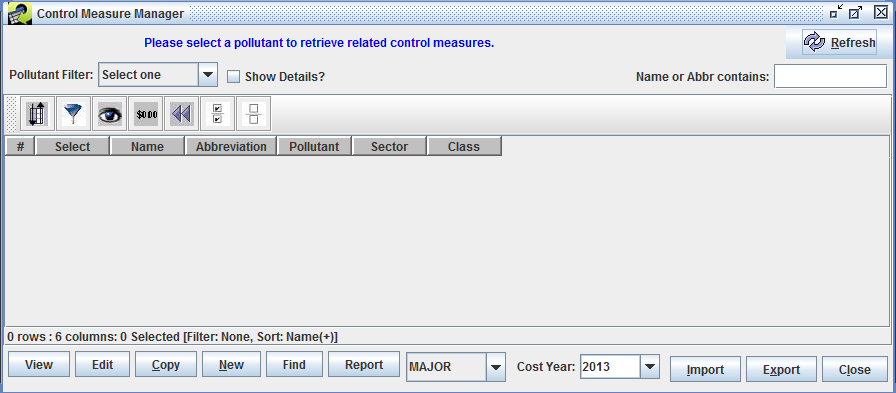 Control Measure Manager
Please select a pollutant to retrieve related control measures.
Refresh
Pollutant Filter: Select one Show Details? Name or Abbr contains:
$0.00
# Select Name Abbreviation Pollutant Sector Class
0 rows : 6 columns: 0 Selected [Filter: None, Sort: Name(+)]
View Edit Copy New Find Report MAJOR Cost Year: 2013 Import Export Close